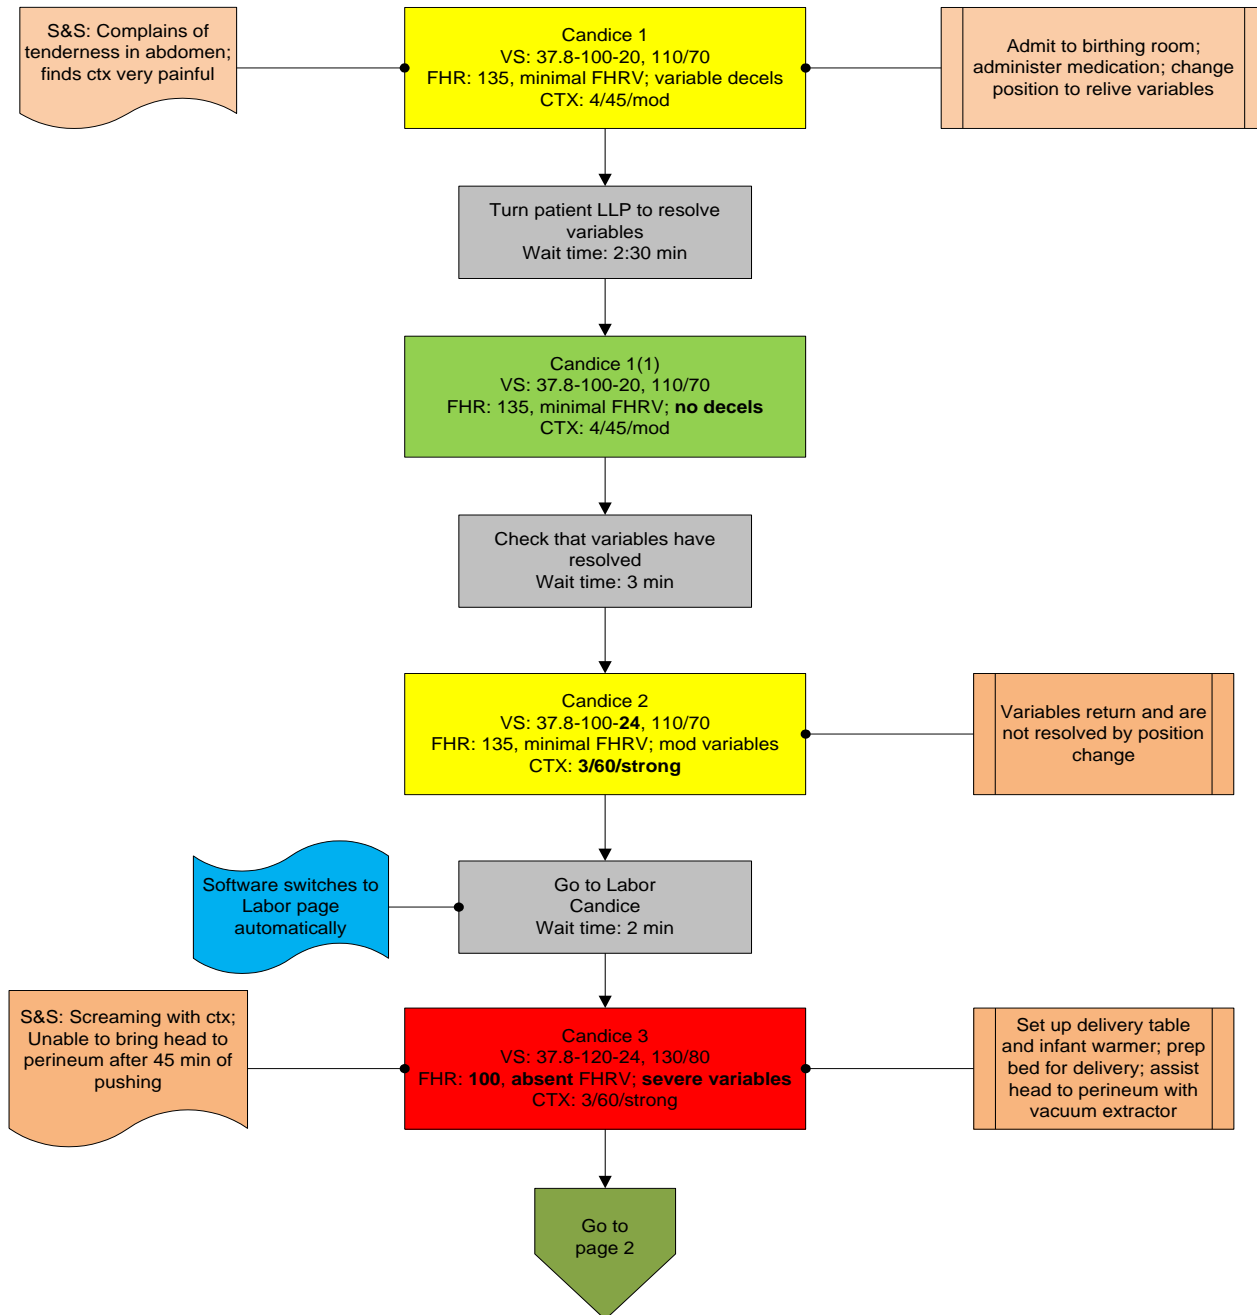 S&S: Complains of
tenderness in abdomen;
finds ctx very painful
Candice 1
VS: 37.8-100-20, 110/70
FHR: 135, minimal FHRV; variable decels
CTX: 4/45/mod
Admit to birthing room;
administer medication; change
position to relive variables
Turn patient LLP to resolve
variables
Wait time: 2:30 min
Candice 1(1)
VS: 37.8-100-20, 110/70
FHR: 135, minimal FHRV; no decels
CTX: 4/45/mod
Check that variables have
resolved
Wait time: 3 min
Candice 2
VS: 37.8-100-24, 110/70
FHR: 135, minimal FHRV; mod variables
CTX: 3/60/strong
Variables return and are
not resolved by position
change
Software switches to
Labor page
automatically
Go to Labor
Candice
Wait time: 2 min
S&S: Screaming with ctx;
Unable to bring head to
perineum after 45 min of
pushing
Candice 3
VS: 37.8-120-24, 130/80
FHR: 100, absent FHRV; severe variables
CTX: 3/60/strong
Set up delivery table
and infant warmer; prep
bed for delivery; assist
head to perineum with
vacuum extractor
Go to
page 2